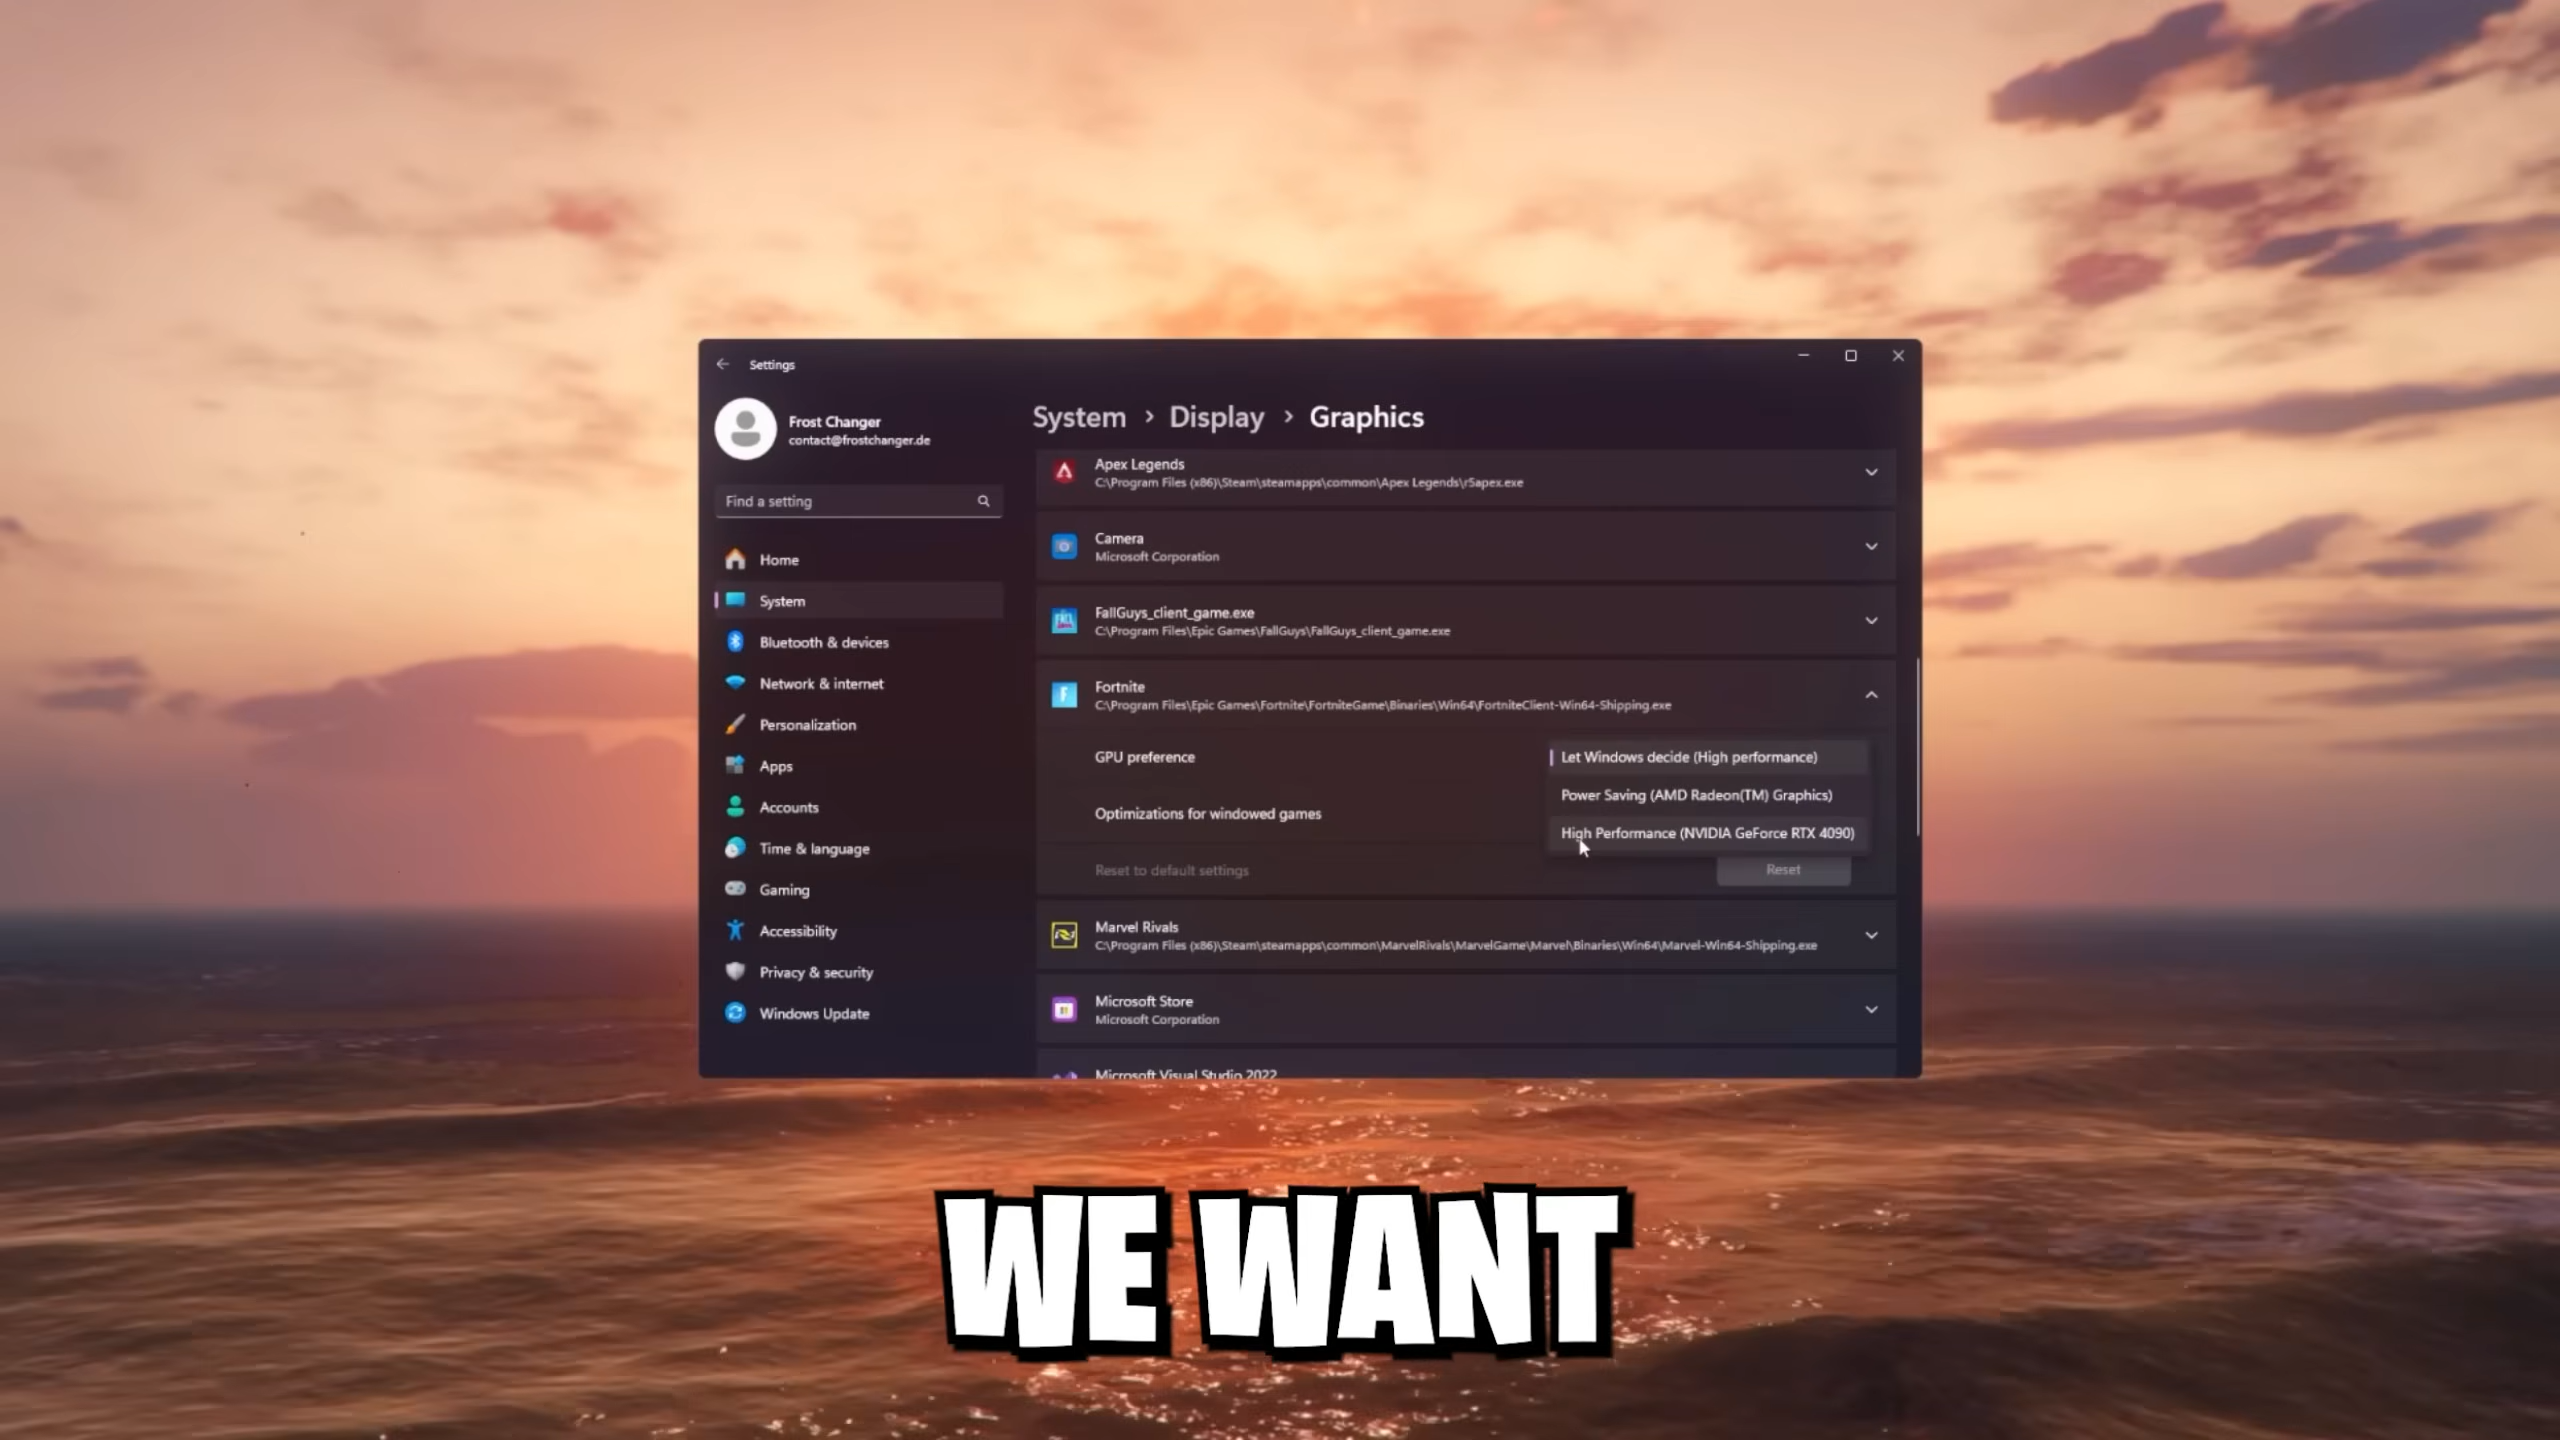 Settings
Frost Changer
contact@frostchanger.de
Find a setting
Home
System
Bluetooth & devices
Network & internet
Personalization
Apps
Accounts
Time & language
Gaming
Accessibility
Privacy & security
Windows Update
System > Display > Graphics
Apex Legends
C:\Program Files (x86)\Steam\steamapps\common\Apex Legends\r5apex.exe
Camera
Microsoft Corporation
FallGuys_client_game.exe
C:\Program Files\Epic Games\FallGuys\FallGuys_client_game.exe
Fortnite
C:\Program Files\Epic Games\Fortnite\FortniteGame\Binaries\Win64\FortniteClient-Win64-Shipping.exe
GPU preference
Let Windows decide (High performance)
Power Saving (AMD Radeon(TM) Graphics)
Optimizations for windowed games
High Performance (NVIDIA GeForce RTX 4090)
Reset to default settings
Reset
Marvel Rivals
C:\Program Files (x86)\Steam\steamapps\common\MarvelRivals\MarvelGame\Marvel\Binaries\Win64\Marvel-Win64-Shipping.exe
Microsoft Store
Microsoft Corporation
Microsoft Visual Studio 2022
WE WANT